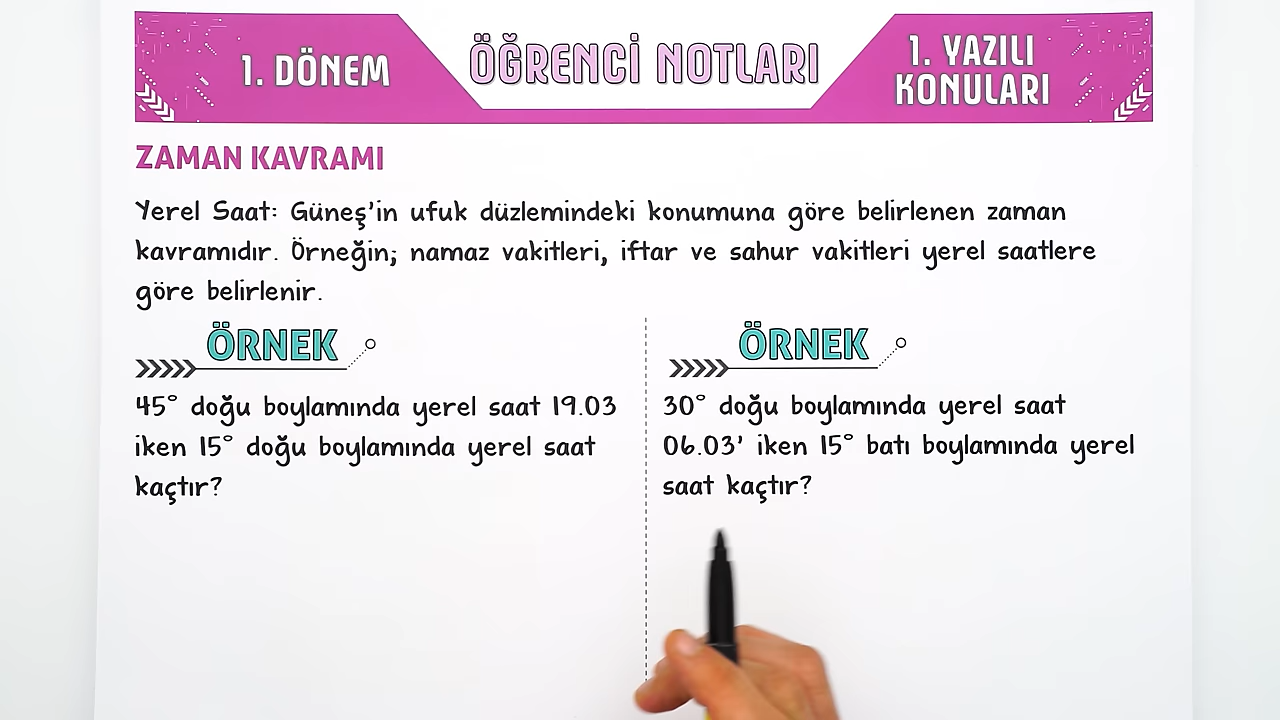 1. DÖNEM
ÖĞRENCİ NOTLARI
1. YAZILI
KONULARI
ZAMAN KAVRAMI
Yerel Saat: Güneş'in ufuk düzlemindeki konumuna göre belirlenen zaman
kavramıdır. Örneğin; namaz vakitleri, iftar ve sahur vakitleri yerel saatlere
göre belirlenir.
ÖRNEK
45° doğu boylamında yerel saat 19.03
iken 15° doğu boylamında yerel saat
kaçtır?
ÖRNEK
30° doğu boylamında yerel saat
06.03' iken 15° batı boylamında yerel
saat kaçtır?